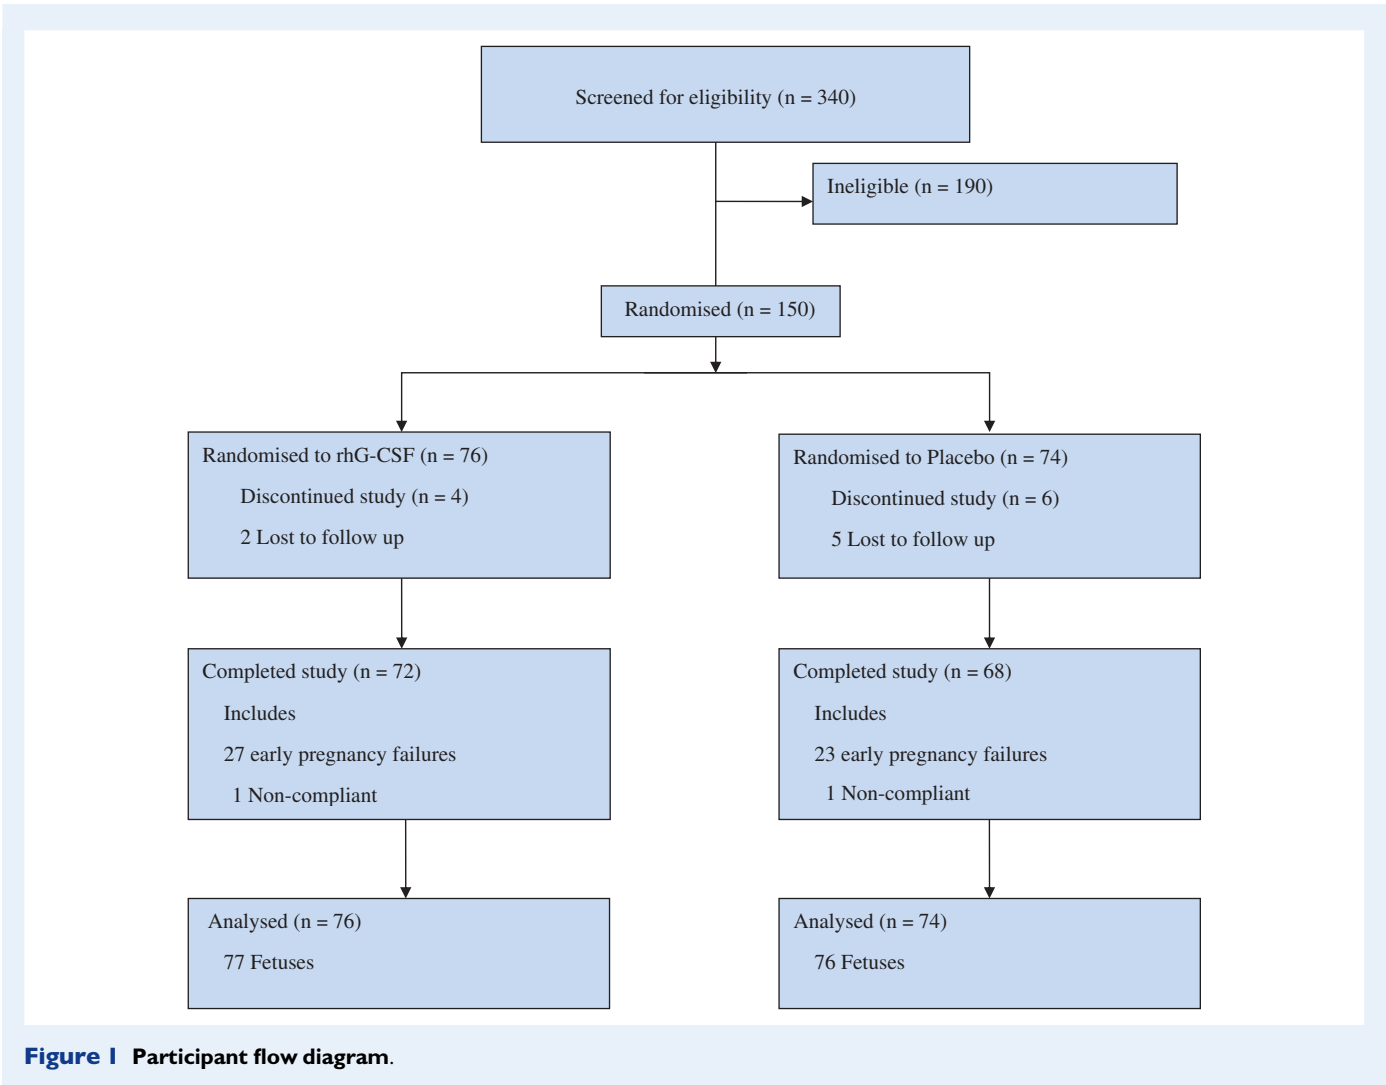 Screened for eligibility (n = 340)
Ineligible (n = 190)
Randomised (n = 150)
Randomised to rhG-CSF (n = 76)
Discontinued study (n = 4)
2 Lost to follow up
Randomised to Placebo (n = 74)
Discontinued study (n = 6)
5 Lost to follow up
Completed study (n = 72)
Includes
27 early pregnancy failures
1 Non-compliant
Completed study (n = 68)
Includes
23 early pregnancy failures
1 Non-compliant
Analysed (n = 76)
77 Fetuses
Analysed (n = 74)
76 Fetuses
Figure 1 Participant flow diagram.